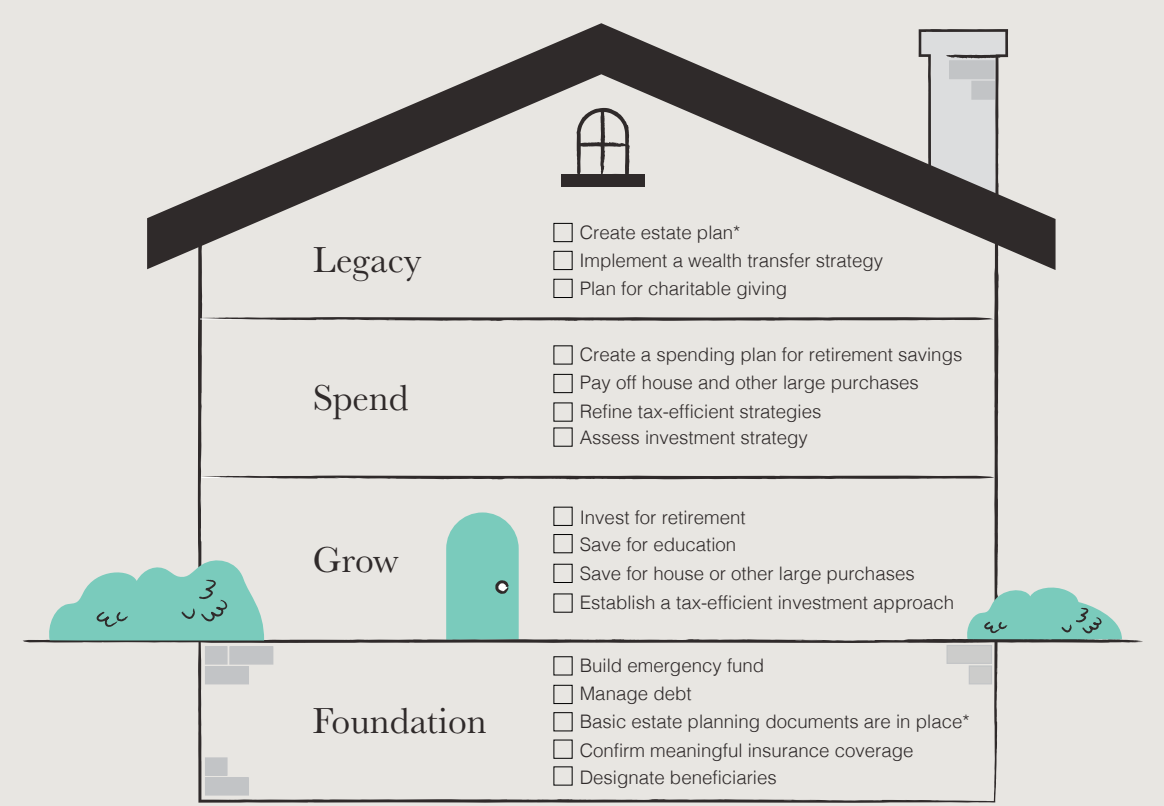 Legacy
Create estate plan*
Implement a wealth transfer strategy
Plan for charitable giving
Spend
Create a spending plan for retirement savings
Pay off house and other large purchases
Refine tax-efficient strategies
Assess investment strategy
Grow
Invest for retirement
Save for education
Save for house or other large purchases
Establish a tax-efficient investment approach
Foundation
Build emergency fund
Manage debt
Basic estate planning documents are in place*
Confirm meaningful insurance coverage
Designate beneficiaries